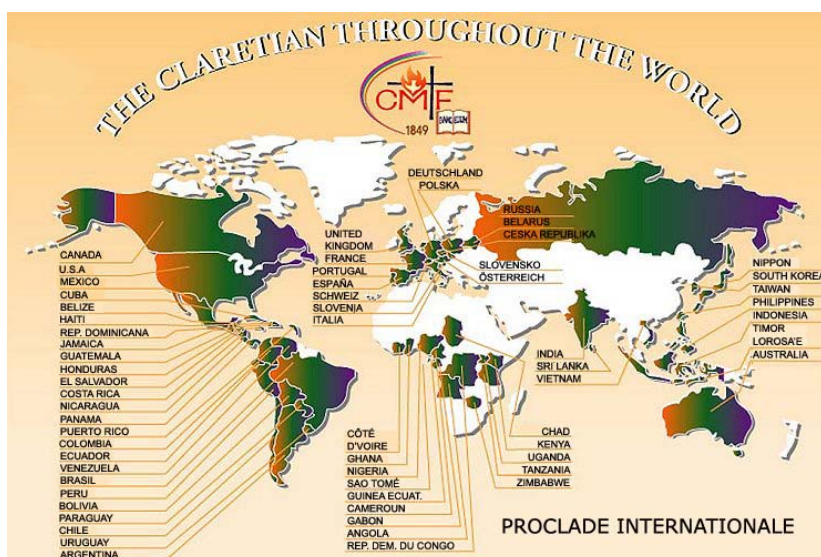 THE CLARETIAN THROUGHOUT THE WORLD
CMF
1849
DEUTSCHLAND
POLSKA
RUSSIA
BELARUS
CESKA REPUBLIKA
UNITED
KINGDOM
FRANCE
PORTUGAL
ESPAÑA
SCHWEIZ
SLOVENJA
ITALIA
SLOVENSKO
ÖSTERREICH
CANADA
U.S.A
MEXICO
CUBA
BELIZE
HAITI
REP. DOMINICANA
JAMAICA
GUATEMALA
HONDURAS
EL SALVADOR
COSTA RICA
NICARAGUA
PANAMA
PUERTO RICO
COLOMBIA
ECUADOR
VENEZUELA
BRASIL
PERU
BOLIVIA
PARAGUAY
CHILE
URUGUAY
ARGENTINA
CÔTÉ
D'VOIRE
GHANA
NIGERIA
SAO TOMÉ
GUINEA ECUAT.
CAMEROUN
GABON
ANGOLA
REP. DEM. DU CONGO
CHAD
KENYA
UGANDA
TANZANIA
ZIMBABWE
INDIA
SRI LANKA
VIETNAM
NIPPON
SOUTH KOREA
TAIWAN
PHILIPPINES
INDONESIA
TIMOR
LOROSA'E
AUSTRALIA
PROCLADE INTERNATIONALE